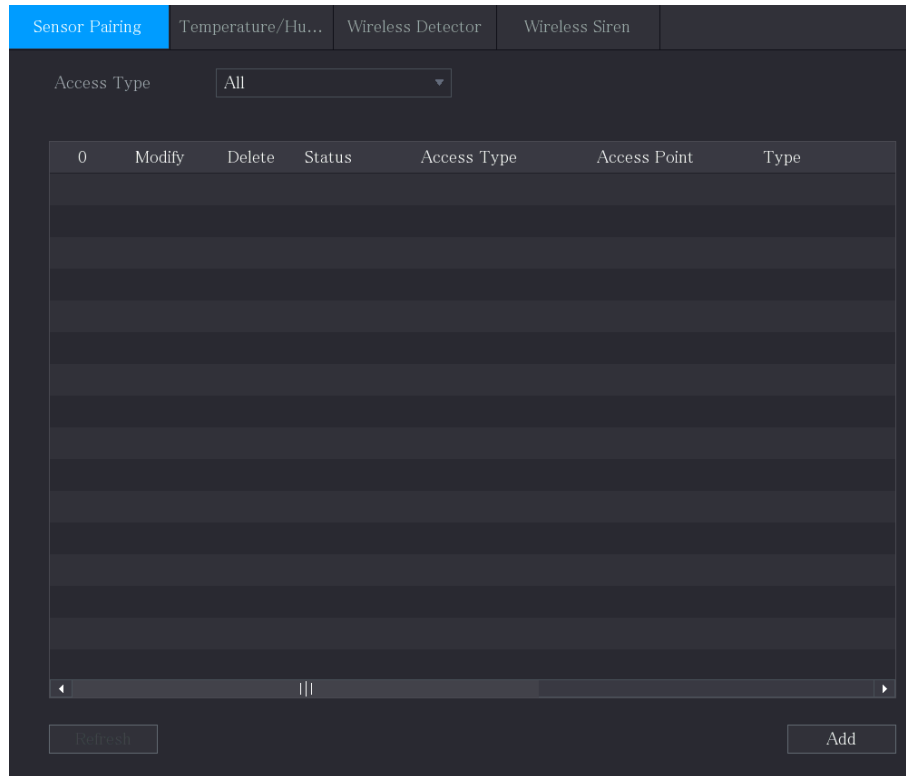 Sensor Pairing Temperature/Hu... Wireless Detector Wireless Siren
Access Type All
0 Modify Delete Status Access Type Access Point Type
Refresh Add